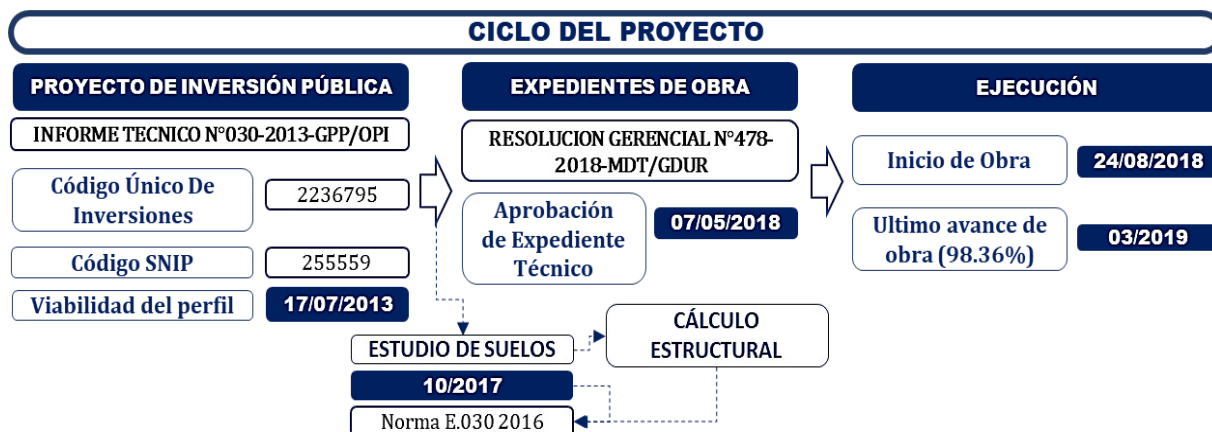 CICLO DEL PROYECTO
PROYECTO DE INVERSIÓN PÚBLICA
INFORME TECNICO N°030-2013-GPP/OPI
Código Único De
Inversiones
2236795
Código SNIP
255559
Viabilidad del perfil
17/07/2013
EXPEDIENTES DE OBRA
RESOLUCION GERENCIAL N°478-
2018-MDT/GDUR
Aprobación
de Expediente
Técnico
07/05/2018
EJECUCIÓN
Inicio de Obra
24/08/2018
Ultimo avance de
obra (98.36%)
03/2019
ESTUDIO DE SUELOS
10/2017
Norma E.030 2016
CÁLCULO
ESTRUCTURAL